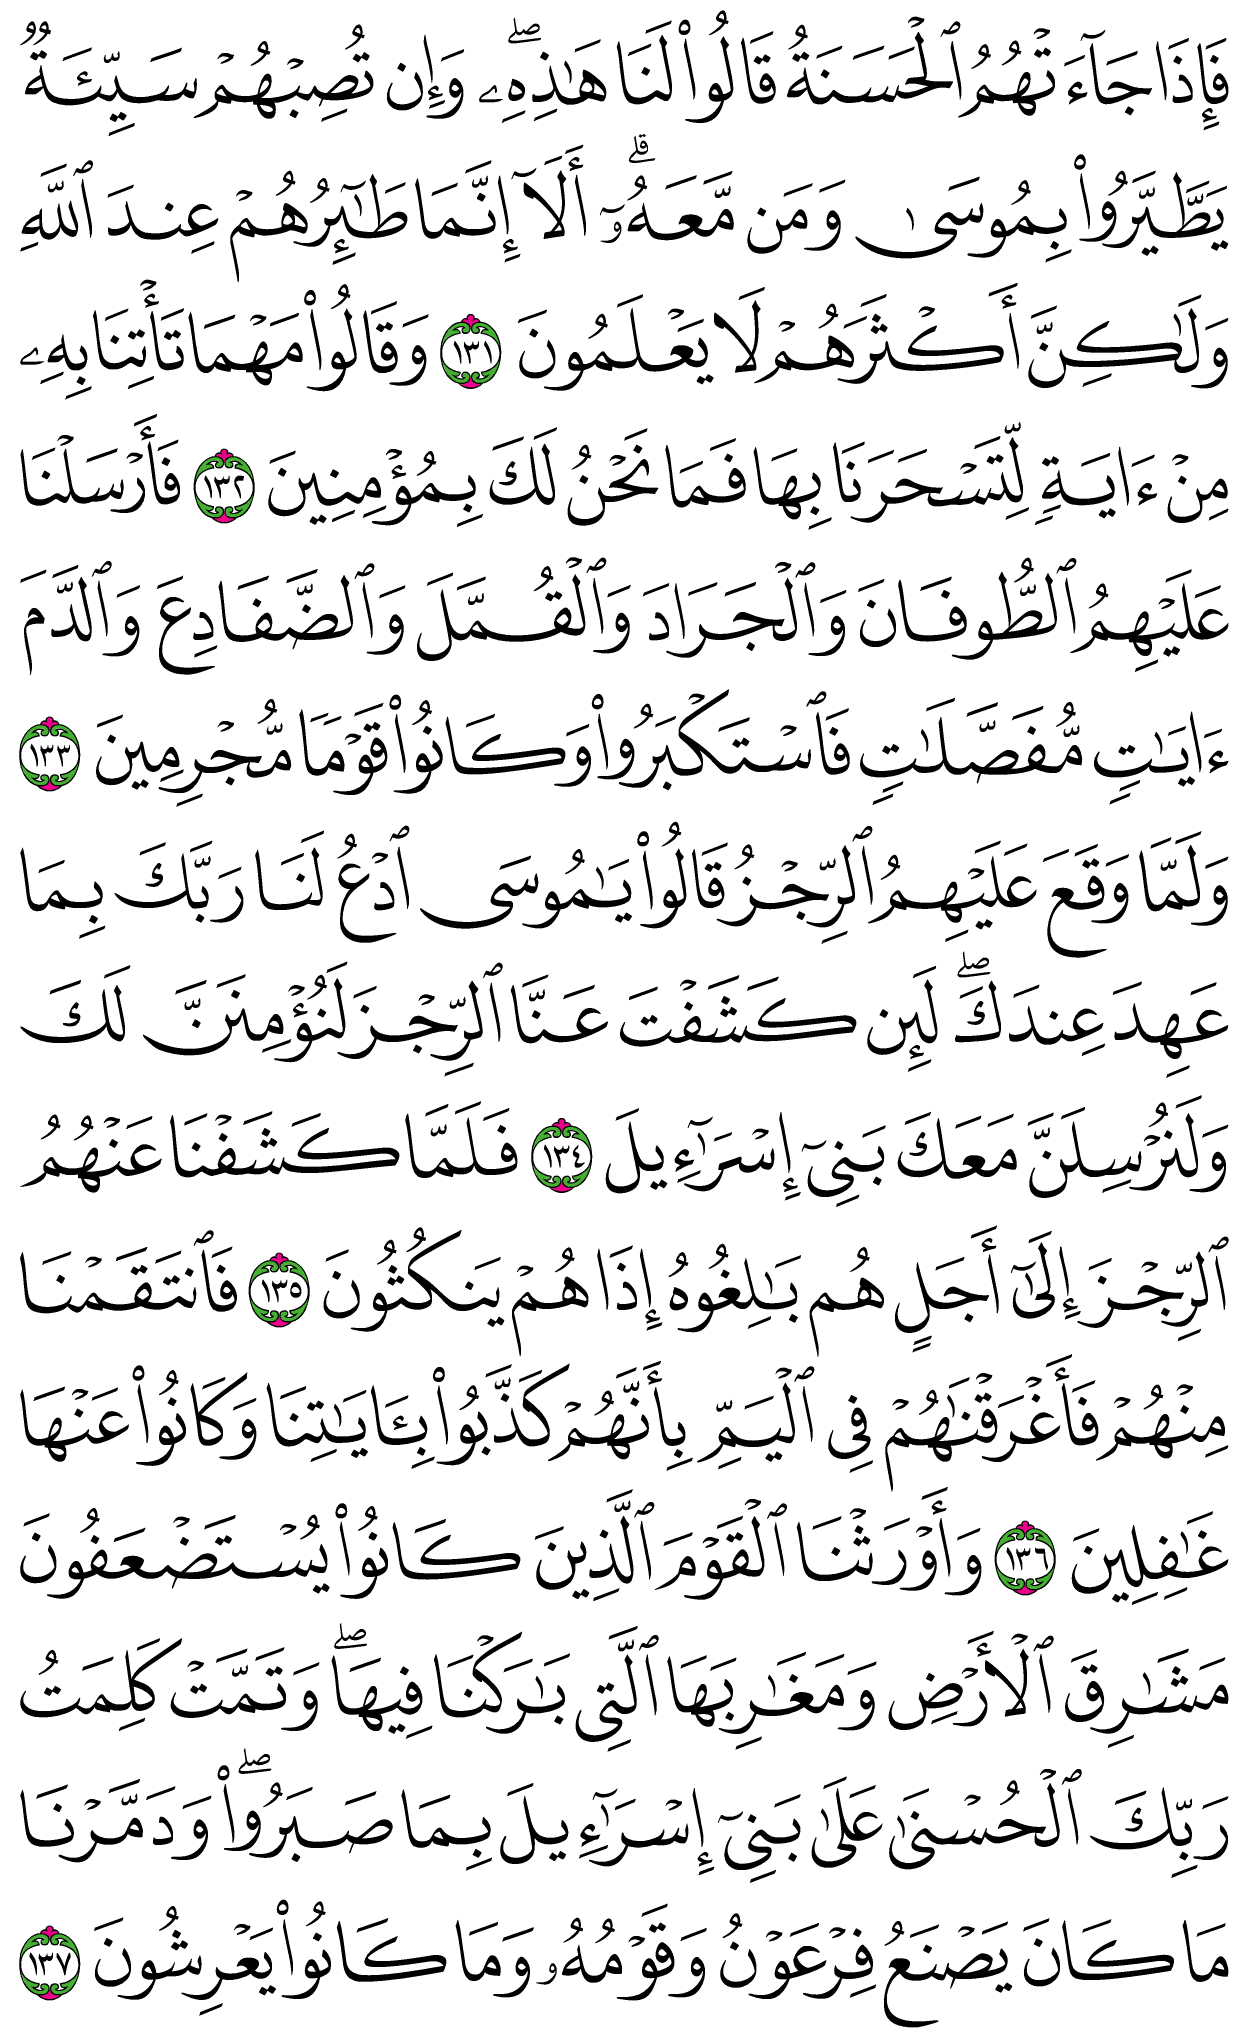 فَإِذَا جَآءَتْهُمُ ٱلْحَسَنَةُ قَالُوا۟ لَنَا هَٰذِهِۦ ۖ وَإِن تُصِبْهُمْ سَيِّئَةٌ
يَطَّيَّرُوا۟ بِمُوسَىٰ وَمَن مَّعَهُۥٓ ۗ أَلَآ إِنَّمَا طَٰٓئِرُهُمْ عِندَ ٱللَّهِ
وَلَٰكِنَّ أَكْثَرَهُمْ لَا يَعْلَمُونَ ١٣١ وَقَالُوا۟ مَهْمَا تَأْتِنَا بِهِۦ
مِنْ ءَايَةٍ لِّتَسْحَرَنَا بِهَا فَمَا نَحْنُ لَكَ بِمُؤْمِنِينَ ١٣٢ فَأَرْسَلْنَا
عَلَيْهِمُ ٱلطُّوفَانَ وَٱلْجَرَادَ وَٱلْقُمَّلَ وَٱلضَّفَادِعَ وَٱلدَّمَ
ءَايَٰتٍ مُّفَصَّلَٰتٍ فَٱسْتَكْبَرُوا۟ وَكَانُوا۟ قَوْمًا مُّجْرِمِينَ ١٣٣
وَلَمَّا وَقَعَ عَلَيْهِمُ ٱلرِّجْزُ قَالُوا۟ يَٰمُوسَى ٱدْعُ لَنَا رَبَّكَ بِمَا
عَهِدَ عِندَكَ ۖ لَئِن كَشَفْتَ عَنَّا ٱلرِّجْزَ لَنُؤْمِنَنَّ لَكَ
وَلَنُرْسِلَنَّ مَعَكَ بَنِىٓ إِسْرَٰٓءِيلَ ١٣٤ فَلَمَّا كَشَفْنَا عَنْهُمُ
ٱلرِّجْزَ إِلَىٰٓ أَجَلٍ هُم بَٰلِغُوهُ إِذَا هُمْ يَنكُثُونَ ١٣٥ فَٱنتَقَمْنَا
مِنْهُمْ فَأَغْرَقْنَٰهُمْ فِى ٱلْيَمِّ بِأَنَّهُمْ كَذَّبُوا۟ بِـَٔايَٰتِنَا وَكَانُوا۟ عَنْهَا
غَٰفِلِينَ ١٣٦ وَأَوْرَثْنَا ٱلْقَوْمَ ٱلَّذِينَ كَانُوا۟ يُسْتَضْعَفُونَ
مَشَٰرِقَ ٱلْأَرْضِ وَمَغَٰرِبَهَا ٱلَّتِى بَٰرَكْنَا فِيهَا ۖ وَتَمَّتْ كَلِمَتُ
رَبِّكَ ٱلْحُسْنَىٰ عَلَىٰ بَنِىٓ إِسْرَٰٓءِيلَ بِمَا صَبَرُوا۟ ۖ وَدَمَّرْنَا
مَا كَانَ يَصْنَعُ فِرْعَوْنُ وَقَوْمُهُۥ وَمَا كَانُوا۟ يَعْرِشُونَ ١٣٧